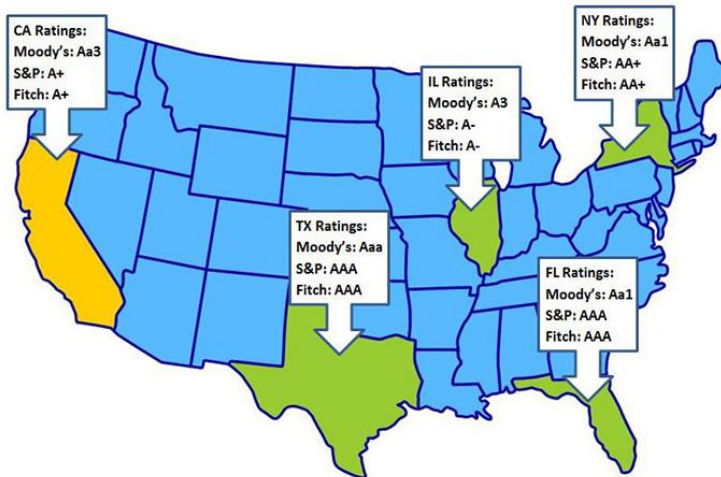 CA Ratings:
Moody's: Aa3
S&P: A+
Fitch: A+
NY Ratings:
Moody's: Aa1
S&P: AA+
Fitch: AA+
IL Ratings:
Moody's: A3
S&P: A-
Fitch: A-
TX Ratings:
Moody's: Aaa
S&P: AAA
Fitch: AAA
FL Ratings:
Moody's: Aa1
S&P: AAA
Fitch: AAA